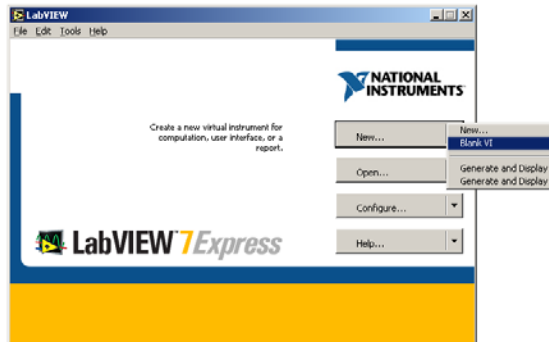 LabVIEW
File Edit Tools Help
NATIONAL
INSTRUMENTS
Create a new virtual instrument for
computation, user interface, or a
report.
New...
New...
Blank VI
Open...
Generate and Display
Generate and Display
Configure...
LabVIEW 7 Express
Help...